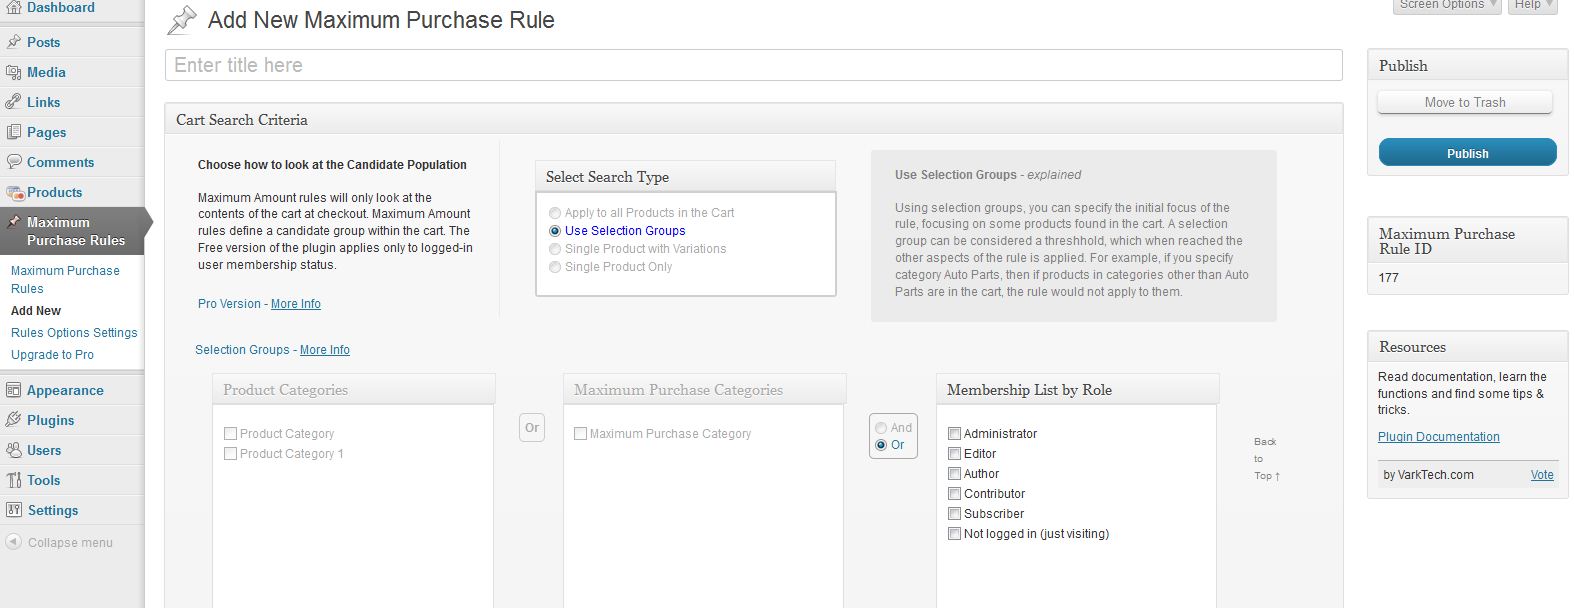 Dashboard
Posts
Media
Links
Pages
Comments
Products
Maximum
Purchase Rules
Maximum Purchase
Rules
Add New
Rules Options Settings
Upgrade to Pro
Appearance
Plugins
Users
Tools
Settings
Collapse menu
Screen Options
Help
Add New Maximum Purchase Rule
Enter title here
Cart Search Criteria
Choose how to look at the Candidate Population
Maximum Amount rules will only look at the
contents of the cart at checkout. Maximum Amount
rules define a candidate group within the cart. The
Free version of the plugin applies only to logged-in
user membership status.
Pro Version - More Info
Select Search Type
Apply to all Products in the Cart
Use Selection Groups
Single Product with Variations
Single Product Only
Use Selection Groups - explained
Using selection groups, you can specify the initial focus of the
rule, focusing on some products found in the cart. A selection
group can be considered a threshhold, which when reached the
other aspects of the rule is applied. For example, if you specify
category Auto Parts, then if products in categories other than Auto
Parts are in the cart, the rule would not apply to them.
Selection Groups - More Info
Product Categories
Product Category
Product Category 1
Or
Maximum Purchase Categories
Maximum Purchase Category
And
Or
Membership List by Role
Administrator
Editor
Author
Contributor
Subscriber
Not logged in (just visiting)
Back
to
Top ↑
Publish
Move to Trash
Publish
Maximum Purchase
Rule ID
177
Resources
Read documentation, learn the
functions and find some tips &
tricks.
Plugin Documentation
by VarkTech.com Vote